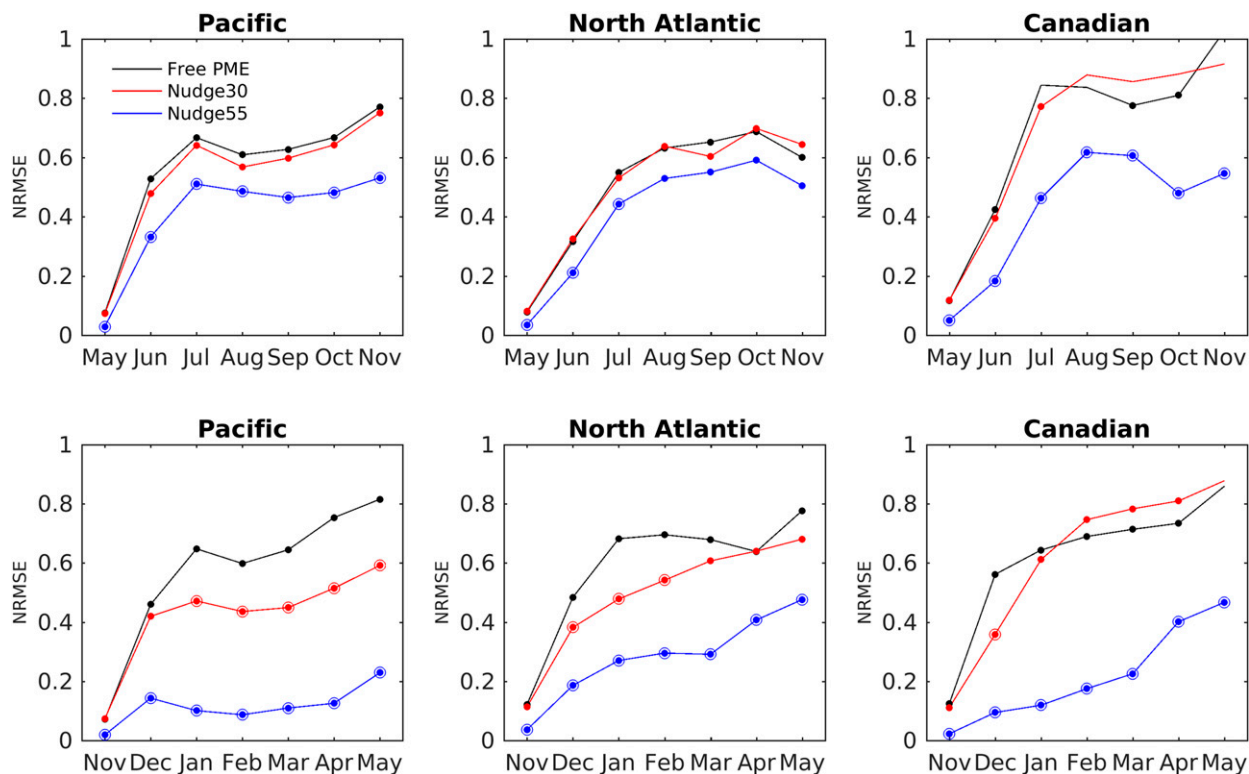 Pacific
North Atlantic
Canadian
1
0.8
0.6
0.4
0.2
0
NRMSE
Free PME
Nudge30
Nudge55
May Jun Jul Aug Sep Oct Nov
1
0.8
0.6
0.4
0.2
0
NRMSE
May Jun Jul Aug Sep Oct Nov
1
0.8
0.6
0.4
0.2
0
NRMSE
May Jun Jul Aug Sep Oct Nov
Pacific
North Atlantic
Canadian
1
0.8
0.6
0.4
0.2
0
NRMSE
Nov Dec Jan Feb Mar Apr May
1
0.8
0.6
0.4
0.2
0
NRMSE
Nov Dec Jan Feb Mar Apr May
1
0.8
0.6
0.4
0.2
0
NRMSE
Nov Dec Jan Feb Mar Apr May